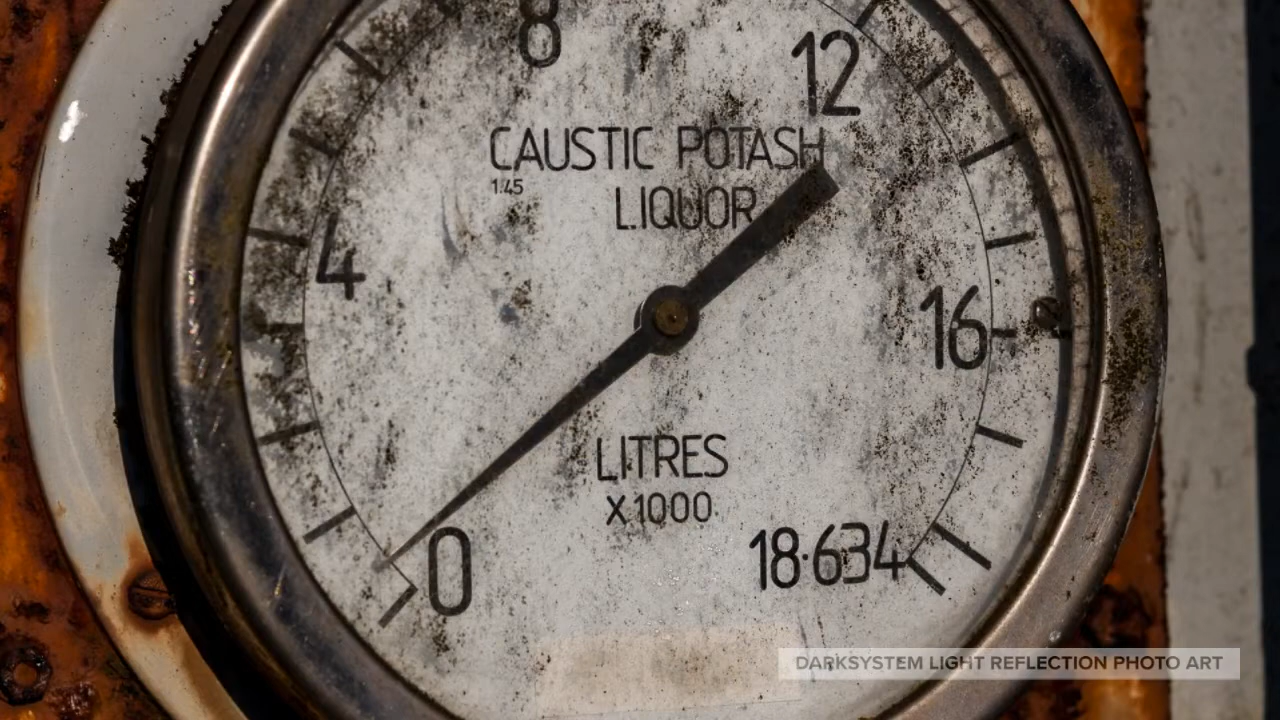 8
12
CAUSTIC POTASH
1.45
LIQUOR
4
16
LITRES
X1000
0
18.634
DARKSYSTEM LIGHT REFLECTION PHOTO ART